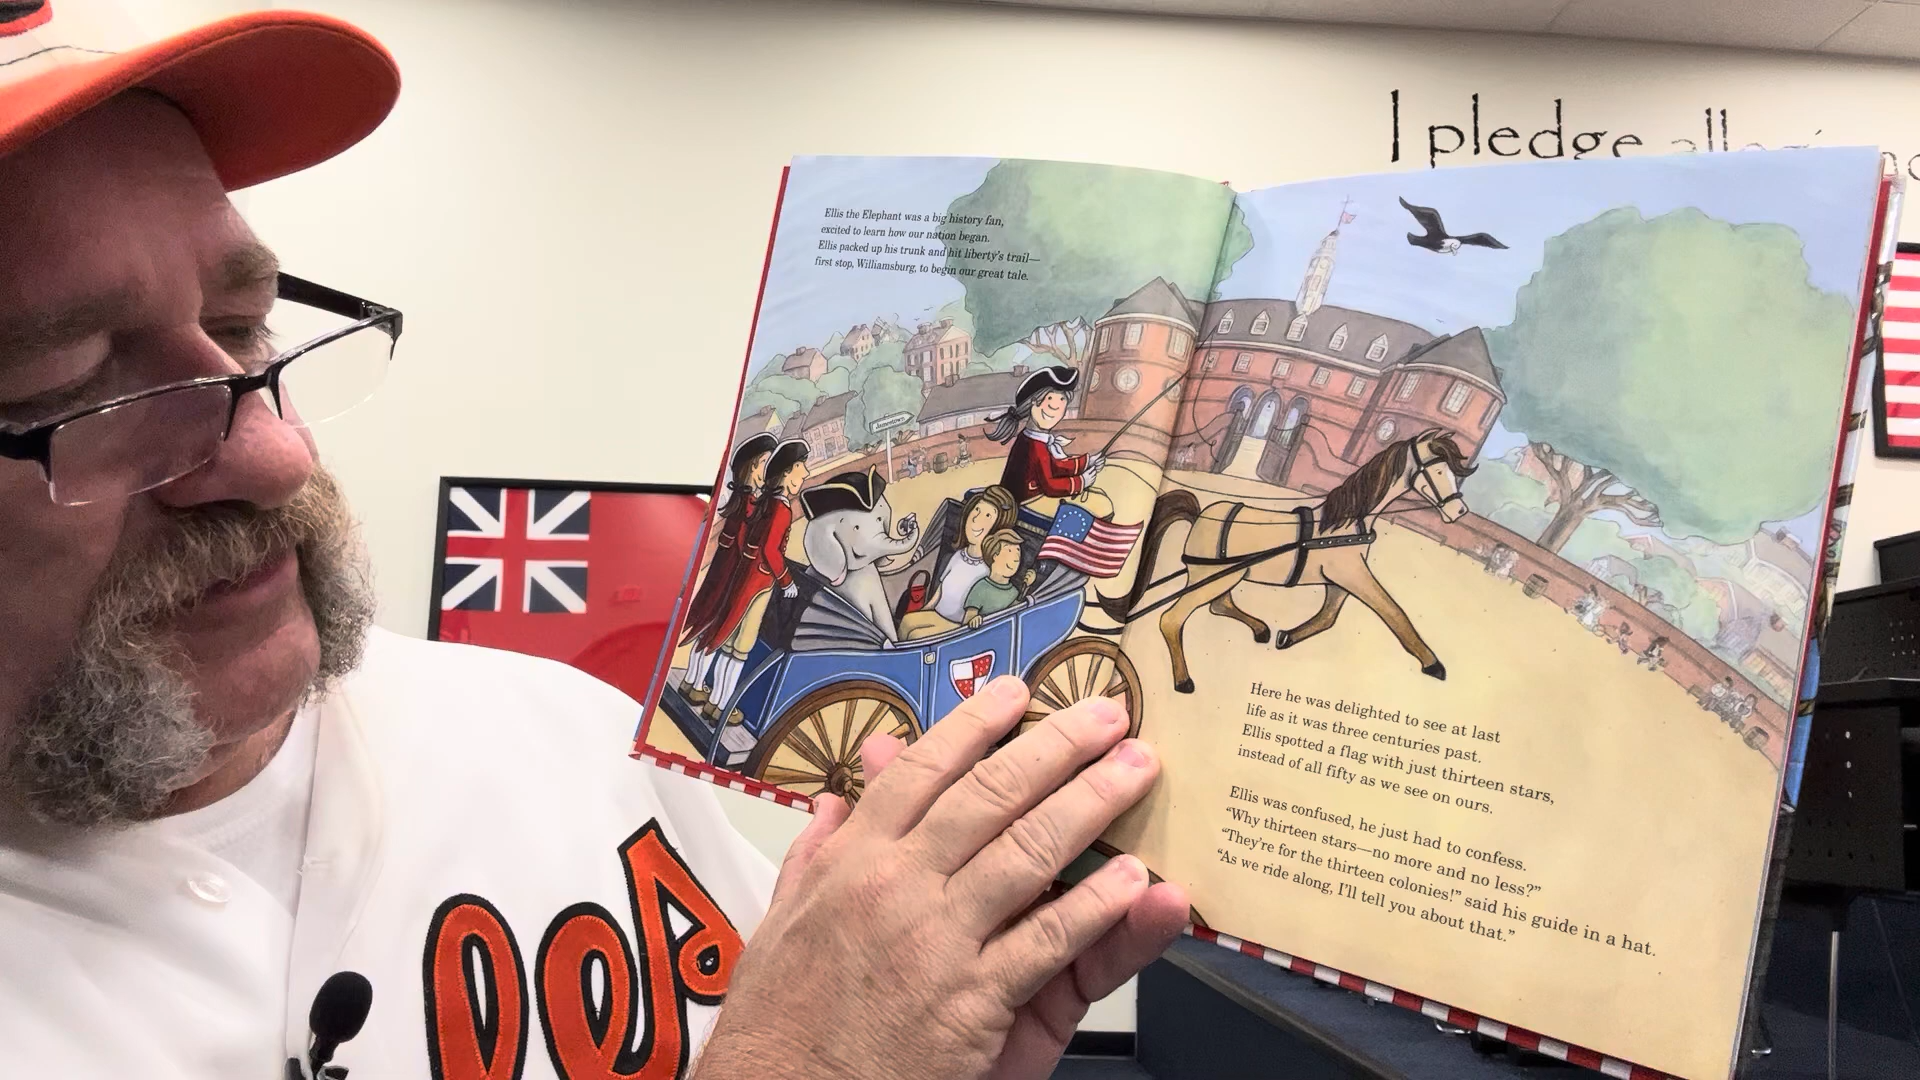 I pledge
Ellis the Elephant was a big history fan,
excited to learn how our nation began.
Ellis packed up his trunk and hit liberty's trail—
first stop, Williamsburg, to begin our great tale.
Jamestown
Here he was delighted to see at last
life as it was three centuries past.
Ellis spotted a flag with just thirteen stars,
instead of all fifty as we see on ours.
Ellis was confused, he just had to confess.
“Why thirteen stars—no more and no less?”
“They're for the thirteen colonies!” said his guide in a hat.
“As we ride along, I'll tell you about that.”
les